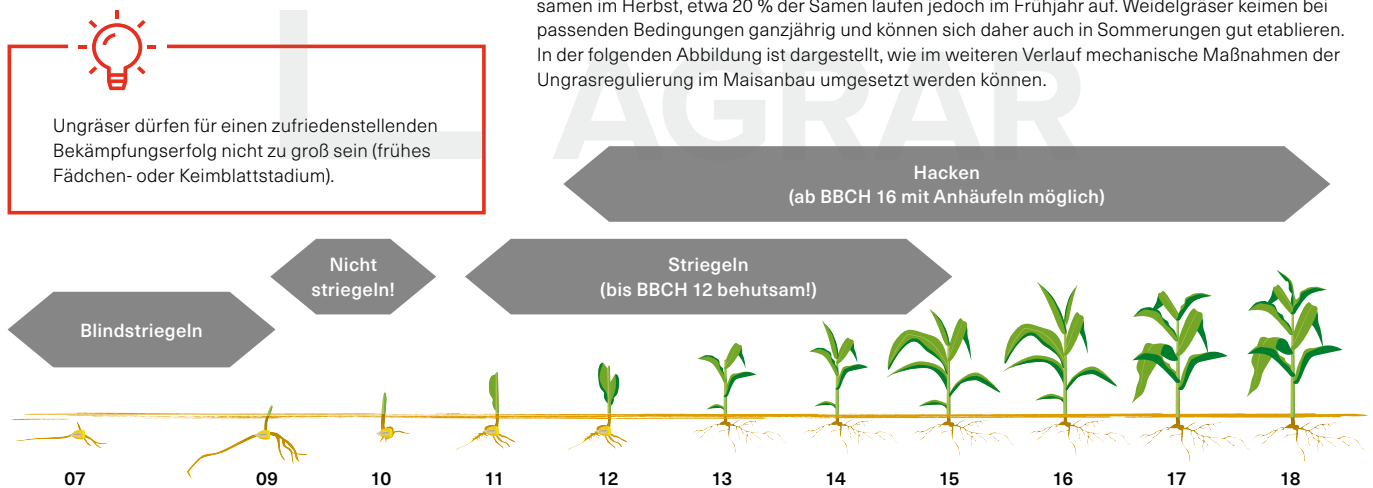 samen im Herbst, etwa 20 % der Samen laufen jedoch im Frühjahr auf. Weidelgräser keimen bei
passenden Bedingungen ganzjährig und können sich daher auch in Sommerungen gut etablieren.
In der folgenden Abbildung ist dargestellt, wie im weiteren Verlauf mechanische Maßnahmen der
Ungrasregulierung im Maisanbau umgesetzt werden können.
Ungräser dürfen für einen zufriedenstellenden
Bekämpfungserfolg nicht zu groß sein (frühes
Fädchen- oder Keimblattstadium).
L AGRAR
Hacken
(ab BBCH 16 mit Anhäufeln möglich)
Nicht
striegeln!
Striegeln
(bis BBCH 12 behutsam!)
Blindstriegeln
07 09 10 11 12 13 14 15 16 17 18